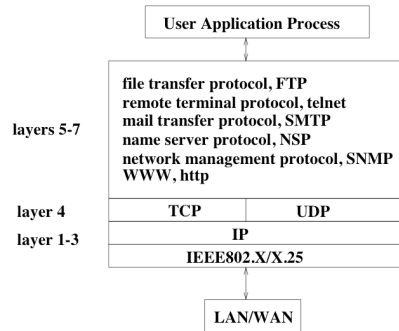 User Application Process
file transfer protocol, FTP
remote terminal protocol, telnet
mail transfer protocol, SMTP
layers 5-7
name server protocol, NSP
network management protocol, SNMP
WWW, http
layer 4 TCP UDP
layer 1-3 IP
IEEE802.X/X.25
LAN/WAN